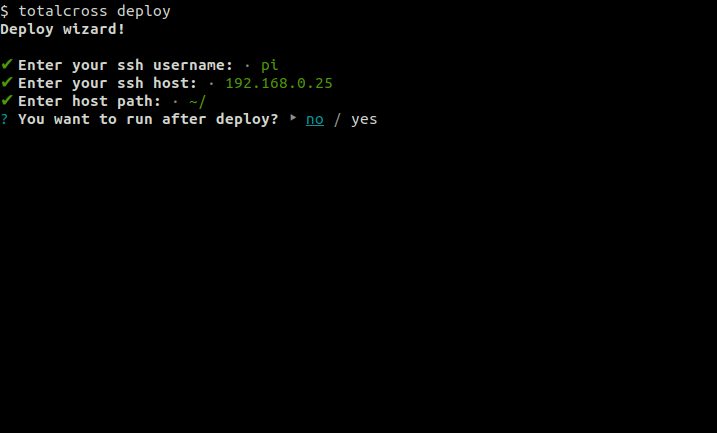 $ totalcross deploy
Deploy wizard!
✔ Enter your ssh username: · pi
✔ Enter your ssh host: · 192.168.0.25
✔ Enter host path: · ~/
? You want to run after deploy? ‣ no / yes